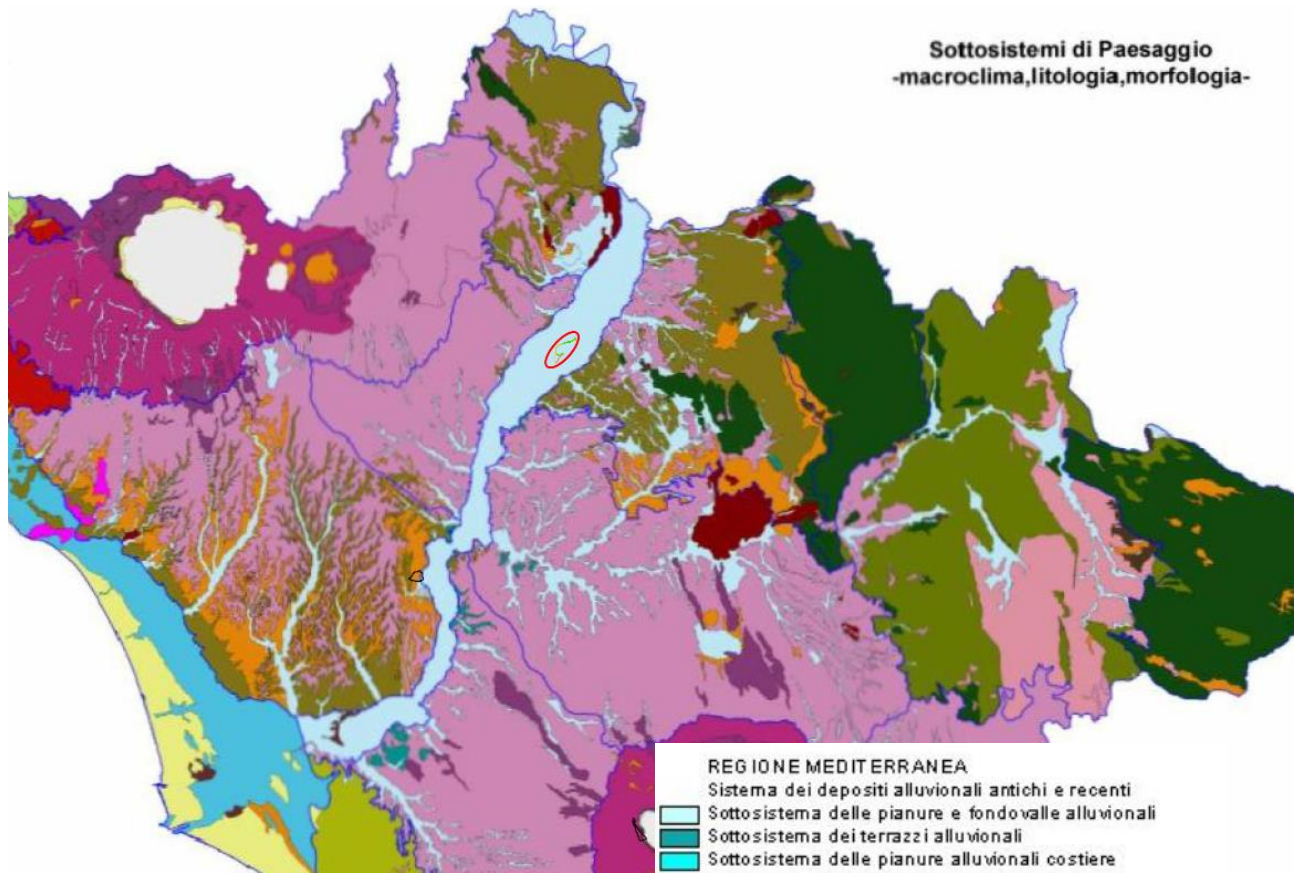 Sottosistemi di Paesaggio
-macroclima,litologia,morfologia-
REGIONE MEDITERRANEA
Sistema dei depositi alluvionali antichi e recenti
Sottosistema delle pianure e fondovalle alluvionali
Sottosistema dei terrazzi alluvionali
Sottosistema delle pianure alluvionali costiere